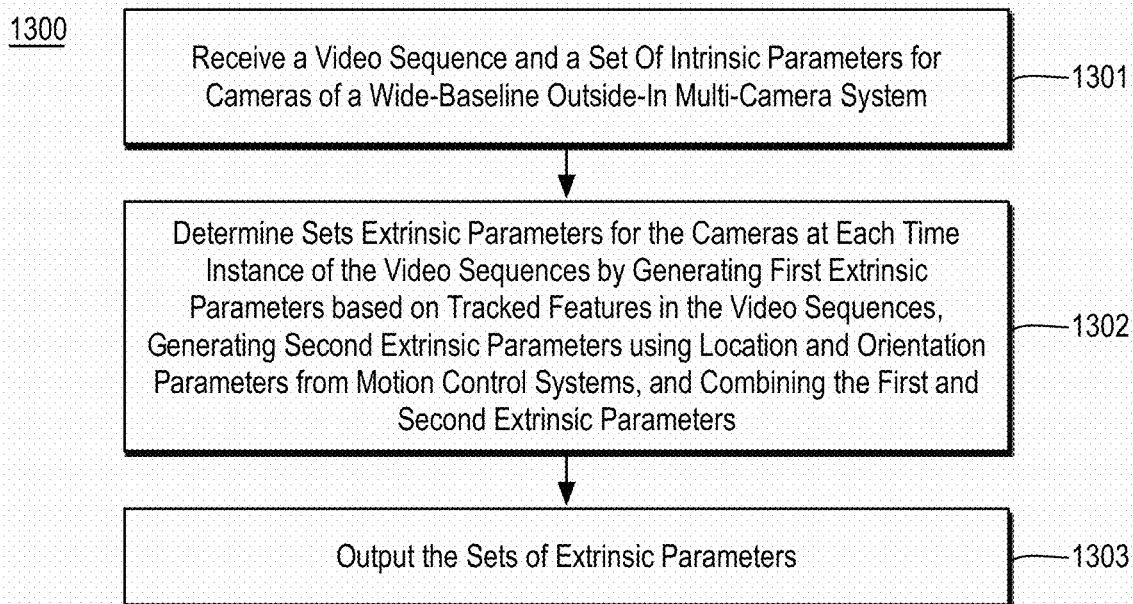 1300
Receive a Video Sequence and a Set Of Intrinsic Parameters for
Cameras of a Wide-Baseline Outside-In Multi-Camera System
1301
Determine Sets Extrinsic Parameters for the Cameras at Each Time
Instance of the Video Sequences by Generating First Extrinsic
Parameters based on Tracked Features in the Video Sequences,
Generating Second Extrinsic Parameters using Location and Orientation
Parameters from Motion Control Systems, and Combining the First and
Second Extrinsic Parameters
1302
Output the Sets of Extrinsic Parameters
1303